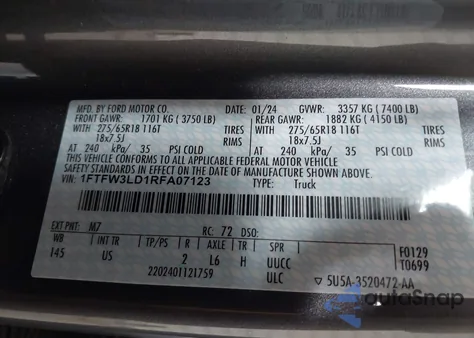 MFD. BY FORD MOTOR CO. DATE: 01/24 GVWR: 3357 KG ( 7400 LB)
FRONT GAWR: 1701 KG ( 3750 LB) REAR GAWR: 1882 KG ( 4150 LB)
WITH 275/65R18 116T TIRES WITH 275/65R18 116T TIRES
18x7.5J RIMS 18x7.5J RIMS
AT 240 kPa/ 35 PSI COLD AT 240 kPa/ 35 PSI COLD
THIS VEHICLE CONFORMS TO ALL APPLICABLE FEDERAL MOTOR VEHICLE SAFETY STANDARDS IN EFFECT
ON THE DATE OF MANUFACTURE SHOWN ABOVE.
VIN: 1FTFW3LD1RFA07123 TYPE: Truck
EXT PNT: M7 RC: 72 DSO:
WB INT TR TP/PS R AXLE TR SPR
145 US 2 L6 H UUCC
2202401121759 ULC
F0129
T0699
5U5A-3520472-AA
AutoSnap